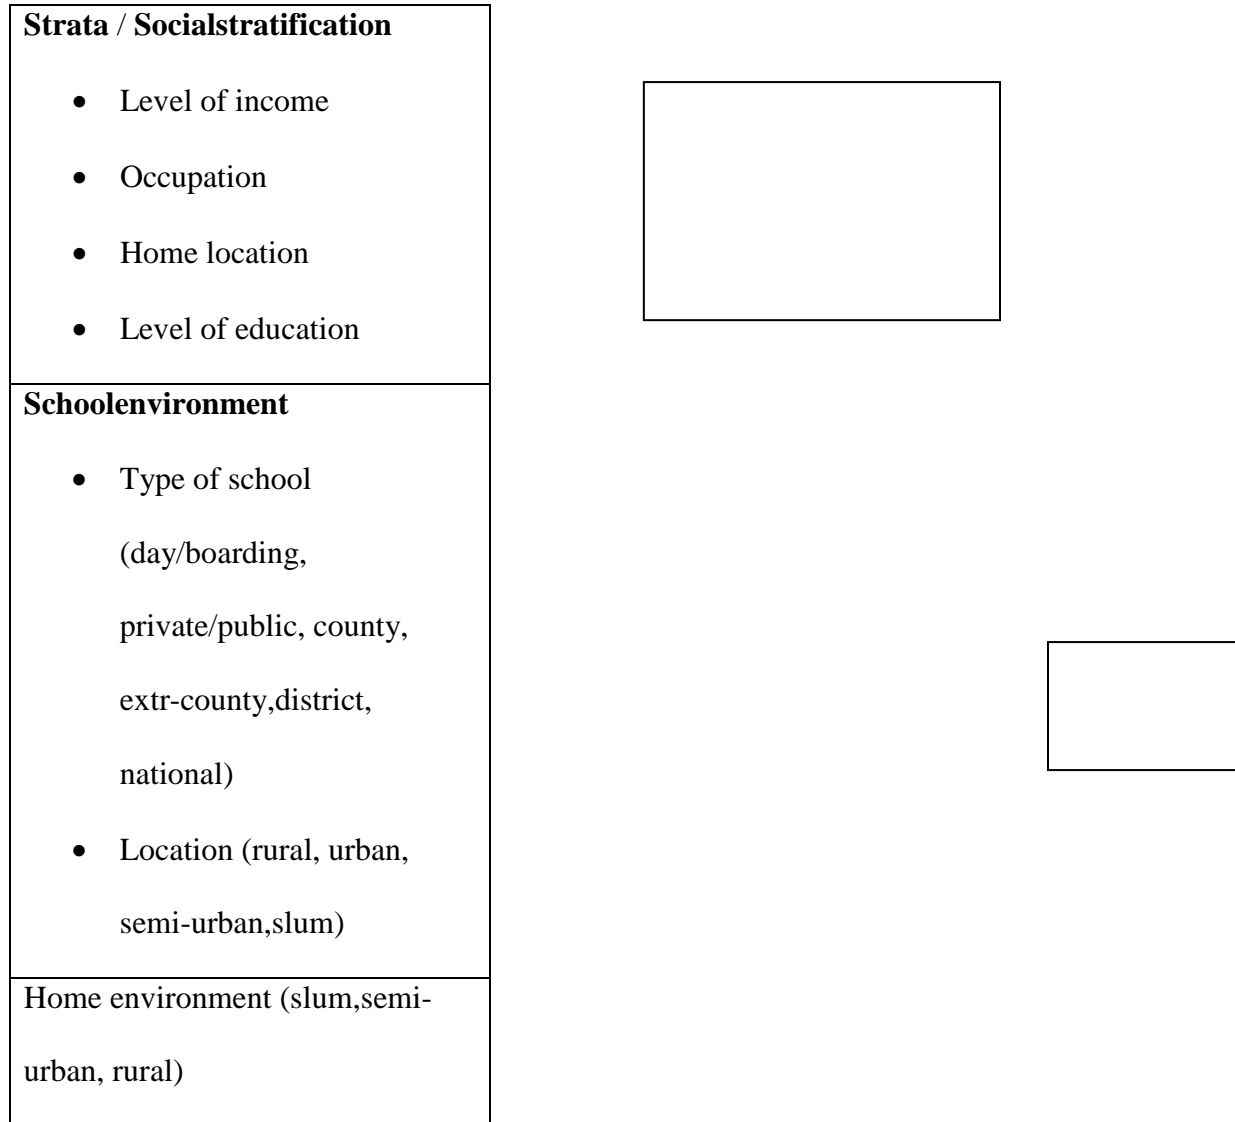 Strata / Socialstratification
• Level of income
• Occupation
• Home location
• Level of education
Schoolenvironment
• Type of school
(day/boarding,
private/public, county,
extr-county,district,
national)
• Location (rural, urban,
semi-urban,slum)
Home environment (slum,semi-
urban, rural)